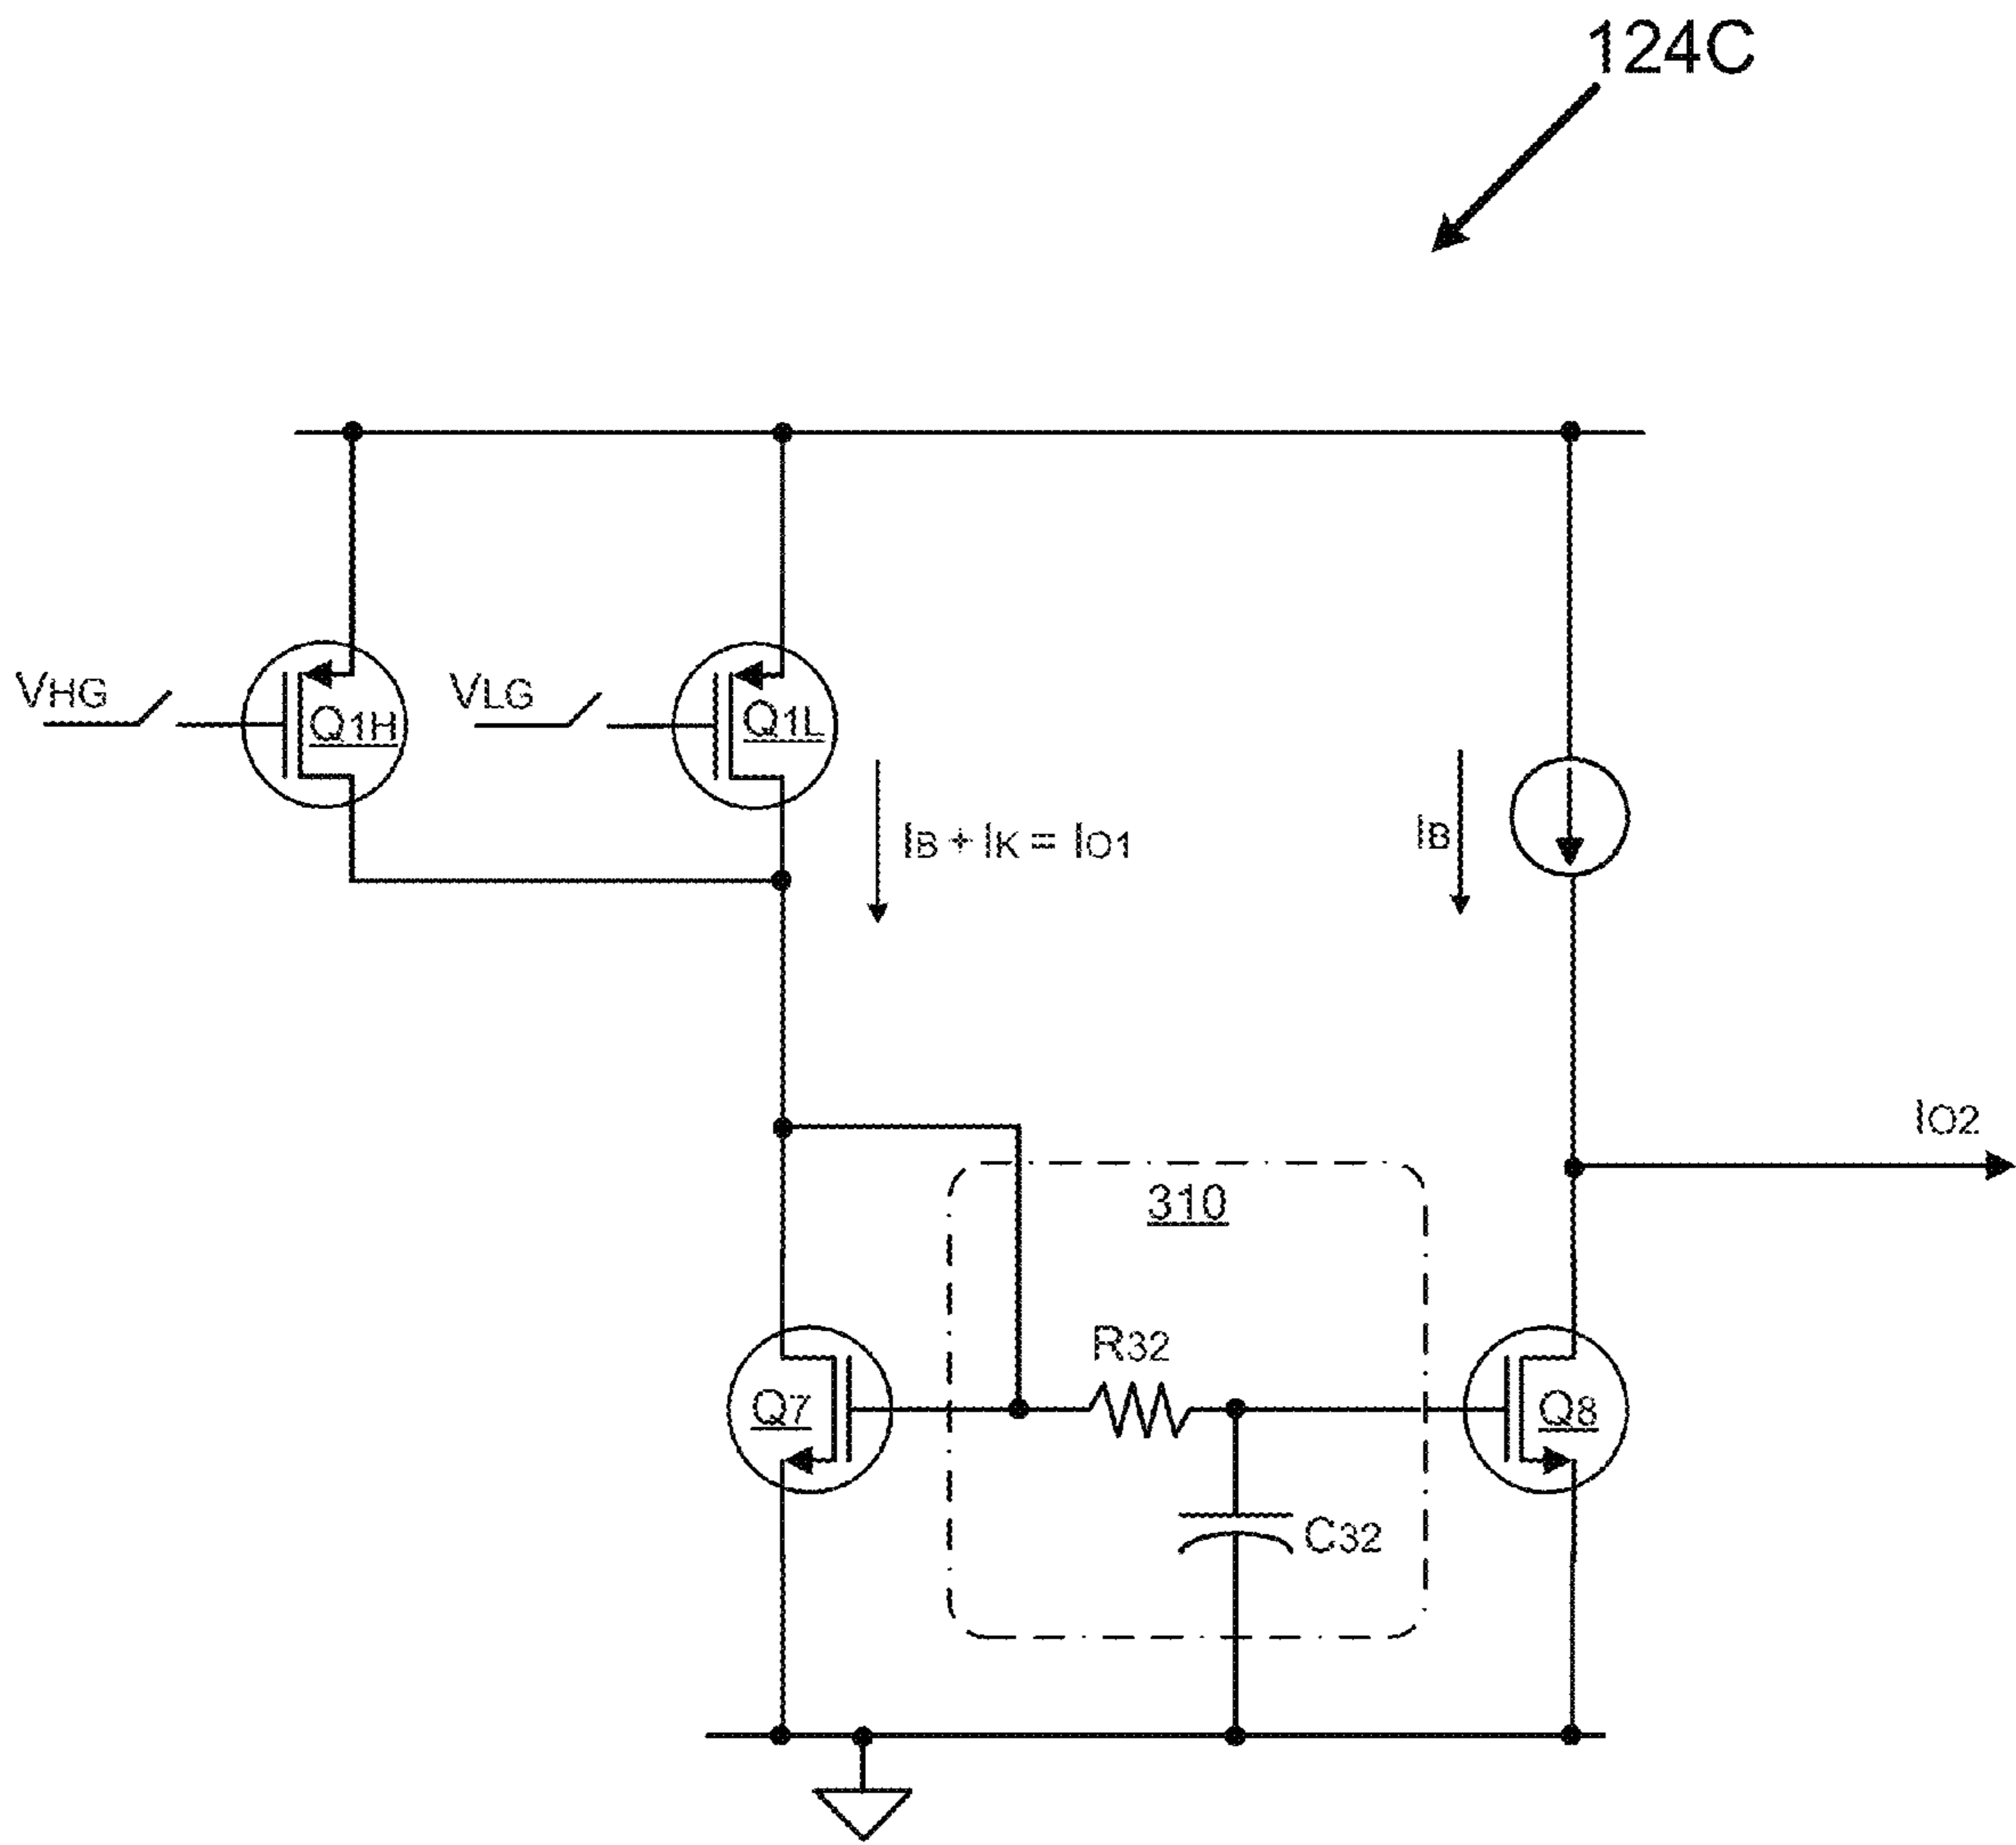 124C
VHG
Q1H
VLG
Q1L
IB + IK = IO1
IB
IO2
310
R32
Q7
Q8
C32